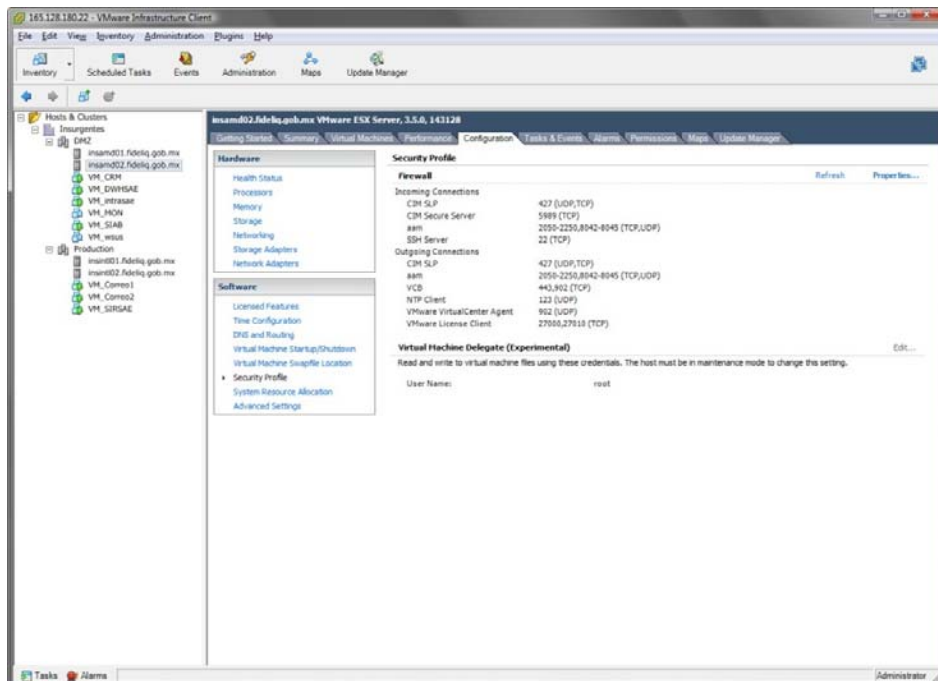 165.128.180.22 - VMware Infrastructure Client
File Edit View Inventory Administration Plugins Help
Inventory Scheduled Tasks Events Administration Maps Update Manager
Hosts & Clusters
Insurgentes
DMZ
insamd01.fideliq.gob.mx
insamd02.fideliq.gob.mx
VM_CRM
VM_DWHSAE
VM_intrasae
VM_MON
VM_SIAB
VM_wsus
Production
insintl01.fideliq.gob.mx
insintl02.fideliq.gob.mx
VM_Correo1
VM_Correo2
VM_SIRSAE
insamd02.fideliq.gob.mx VMware ESX Server, 3.5.0, 143128
Getting Started Summary Virtual Machines Performance Configuration Tasks & Events Alarms Permissions Maps Update Manager
Hardware
Health Status
Processors
Memory
Storage
Networking
Storage Adapters
Network Adapters
Software
Licensed Features
Time Configuration
DNS and Routing
Virtual Machine Startup/Shutdown
Virtual Machine Swapfile Location
Security Profile
System Resource Allocation
Advanced Settings
Security Profile
Firewall Refresh Properties...
Incoming Connections
CIM SLP 427 (UDP,TCP)
CIM Secure Server 5989 (TCP)
aam 2050-2250,8042-8045 (TCP,UDP)
SSH Server 22 (TCP)
Outgoing Connections
CIM SLP 427 (UDP,TCP)
aam 2050-2250,8042-8045 (TCP,UDP)
VCB 443,902 (TCP)
NTP Client 123 (UDP)
VMware VirtualCenter Agent 902 (UDP)
VMware License Client 27000,27010 (TCP)
Virtual Machine Delegate (Experimental) Edit...
Read and write to virtual machine files using these credentials. The host must be in maintenance mode to change this setting.
User Name: root
Tasks Alarms Administrator